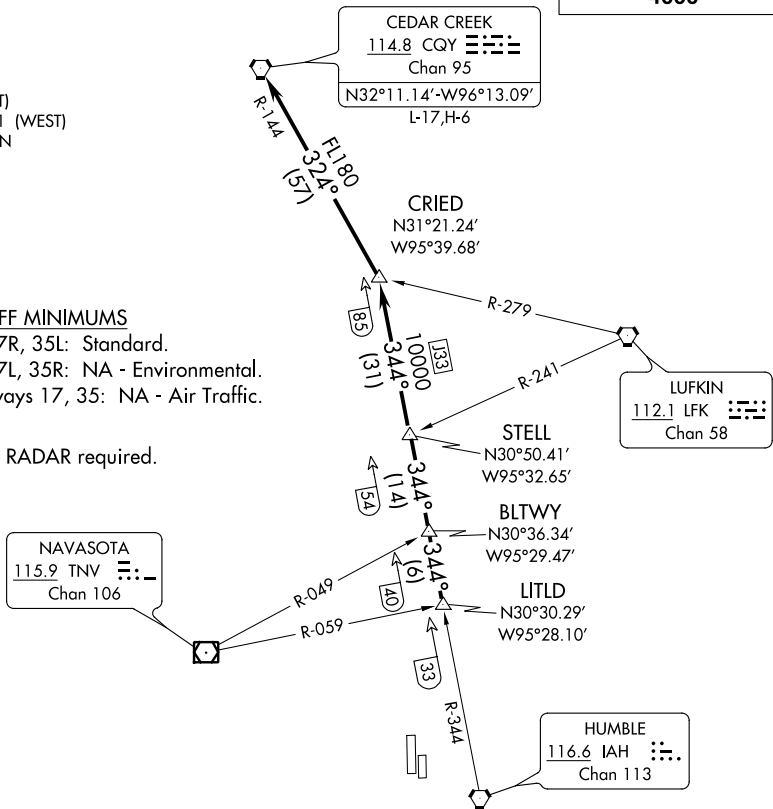 4000
CEDAR CREEK
114.8 CQY
Chan 95
N32°11.14’-W96°13.09’
L-17,H-6
T)
1 (WEST)
N
R-144
FL180
324°
(57)
CRIED
N31°21.24’
W95°39.68’
R-279
85
J33
10000
344°
(31)
R-241
LUFKIN
112.1 LFK
Chan 58
FF MINIMUMS
7R, 35L: Standard.
7L, 35R: NA - Environmental.
ways 17, 35: NA - Air Traffic.
RADAR required.
STELL
N30°50.41’
W95°32.65’
54
344°
(14)
BLTWY
N30°36.34’
W95°29.47’
NAVASOTA
115.9 TNV
Chan 106
R-049
R-059
40
344°
(6)
LITLD
N30°30.29’
W95°28.10’
33
R-344
HUMBLE
116.6 IAH
Chan 113